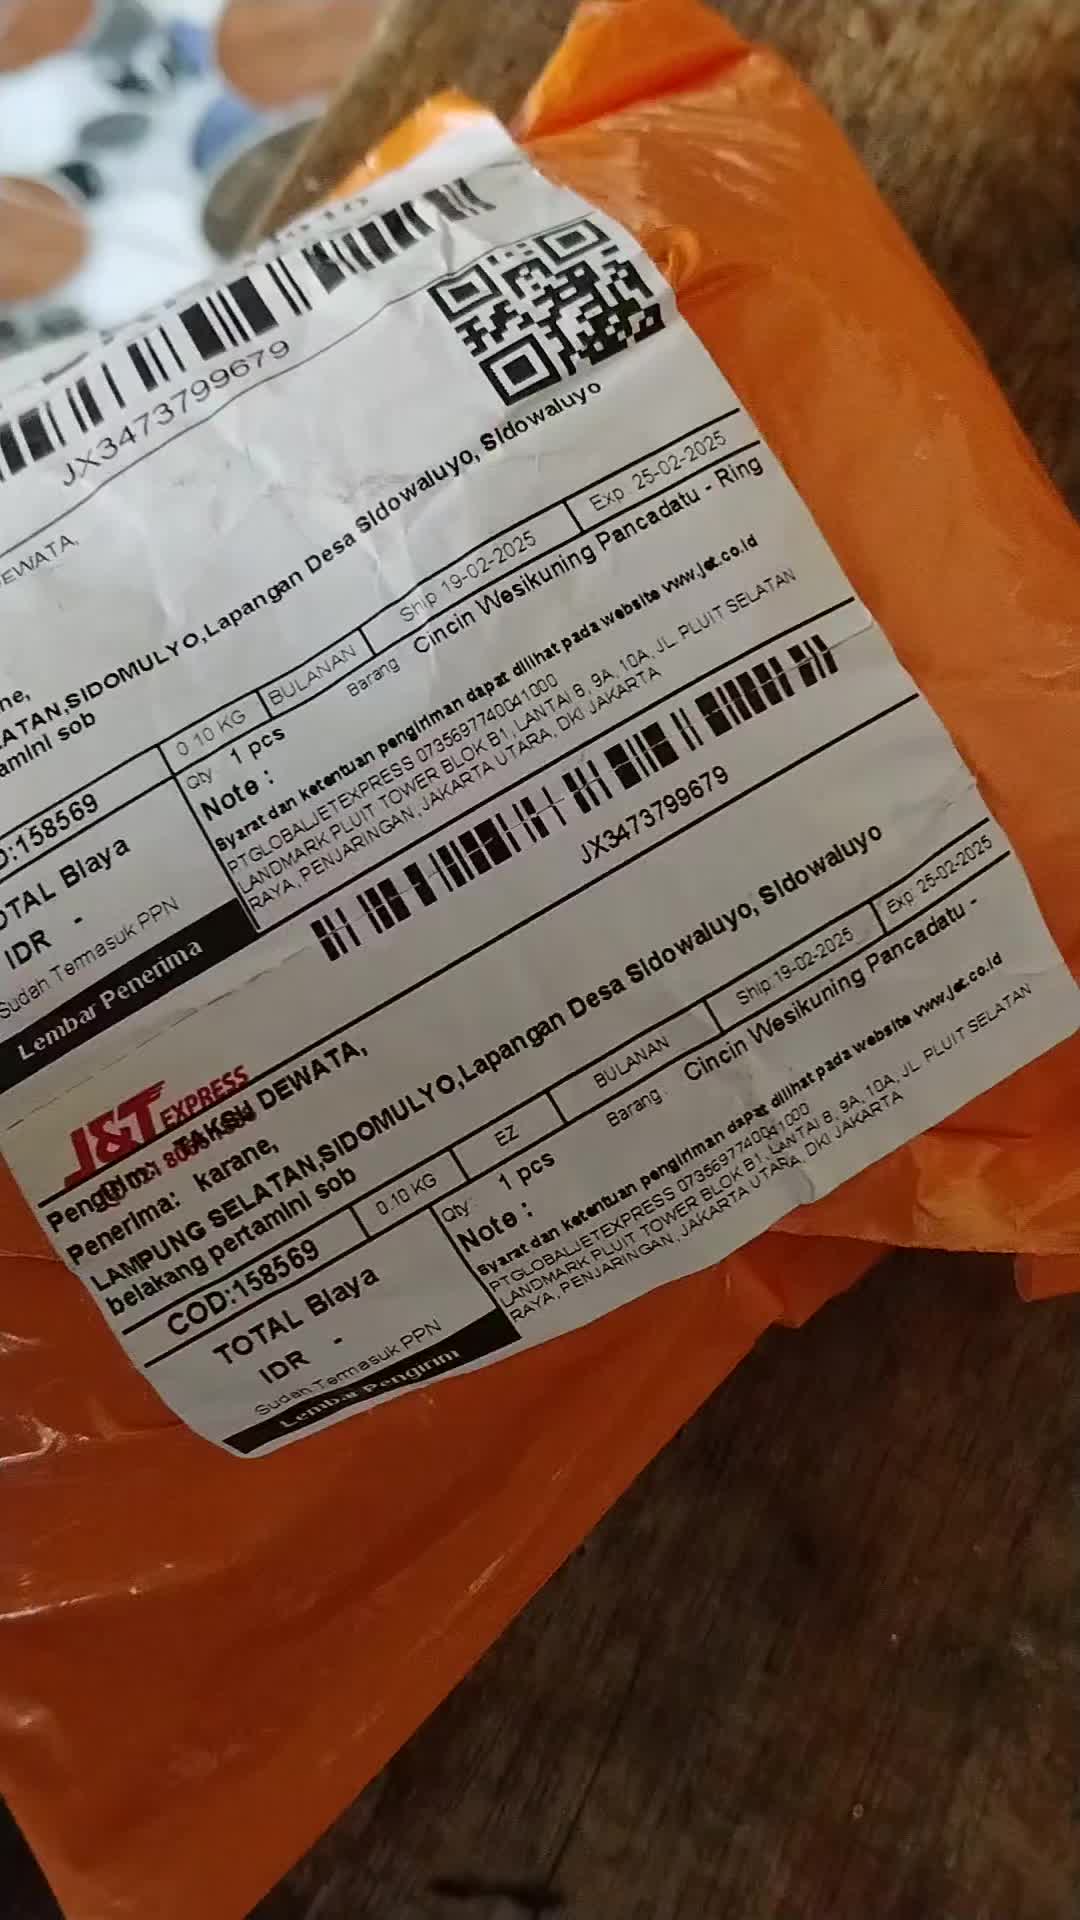 JX3473799679
EWATA,
ne,
ATAN,SIDOMULYO,Lapangan Desa Sidowaluyo, Sidowaluyo
amini sob
0.10 KG
BULANAN
Ship 19-02-2025
Exp. 25-02-2025
:158569
Qty 1 pcs
Barang Cincin Wesikuning Pancadatu - Ring
OTAL Biaya
IDR -
Sudah Termasuk PPN
Note :
Syarat dan ketentuan pengiriman dapat dilihat pada website www.jet.co.id
PTGLOBALJETEXPRESS 0735697740041000
LANDMARK PLUIT TOWER BLOK B1, LANTAI 8, 9A, 10A, JL. PLUIT SELATAN
RAYA, PENJARINGAN, JAKARTA UTARA, DKI JAKARTA
Lembar Penerima
JX3473799679
J&T EXPRESS
Pengirim: TAKSU DEWATA,
Penerima: karane,
LAMPUNG SELATAN,SIDOMULYO,Lapangan Desa Sidowaluyo, Sidowaluyo
belakang pertamini sob
0.10 KG
EZ
BULANAN
Ship:19-02-2025
Exp: 25-02-2025
COD:158569
Qty: 1 pcs
Barang: Cincin Wesikuning Pancadatu -
TOTAL Biaya
IDR -
Sudah Termasuk PPN
Note :
Syarat dan ketentuan pengiriman dapat dilihat pada website www.jet.co.id
PTGLOBALJETEXPRESS 0735697740041000
LANDMARK PLUIT TOWER BLOK B1, LANTAI 8, 9A, 10A, JL. PLUIT SELATAN
RAYA, PENJARINGAN, JAKARTA UTARA, DKI JAKARTA
Lembar Pengirim